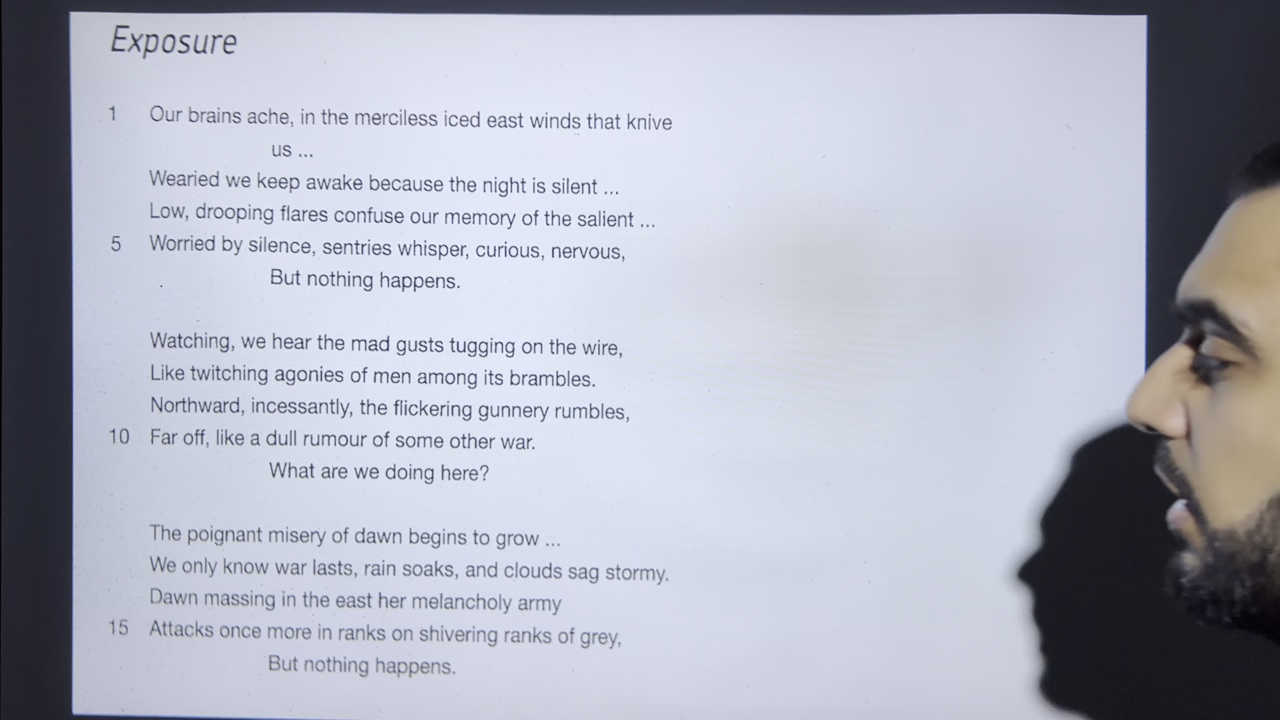 Exposure
1 Our brains ache, in the merciless iced east winds that knive
us ...
Wearied we keep awake because the night is silent ...
Low, drooping flares confuse our memory of the salient ...
5 Worried by silence, sentries whisper, curious, nervous,
But nothing happens.
Watching, we hear the mad gusts tugging on the wire,
Like twitching agonies of men among its brambles.
Northward, incessantly, the flickering gunnery rumbles,
10 Far off, like a dull rumour of some other war.
What are we doing here?
The poignant misery of dawn begins to grow ...
We only know war lasts, rain soaks, and clouds sag stormy.
Dawn massing in the east her melancholy army
15 Attacks once more in ranks on shivering ranks of grey,
But nothing happens.